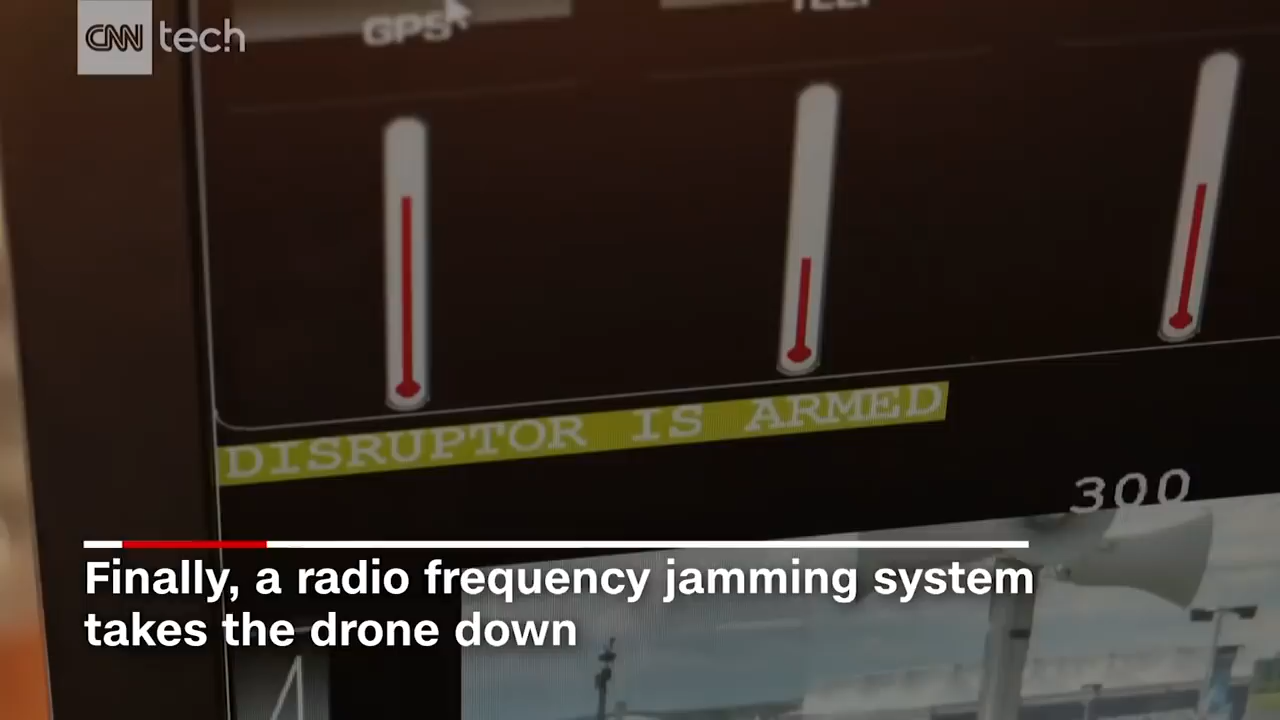 CNN tech
GPS
DISRUPTOR IS ARMED
300
Finally, a radio frequency jamming system
takes the drone down